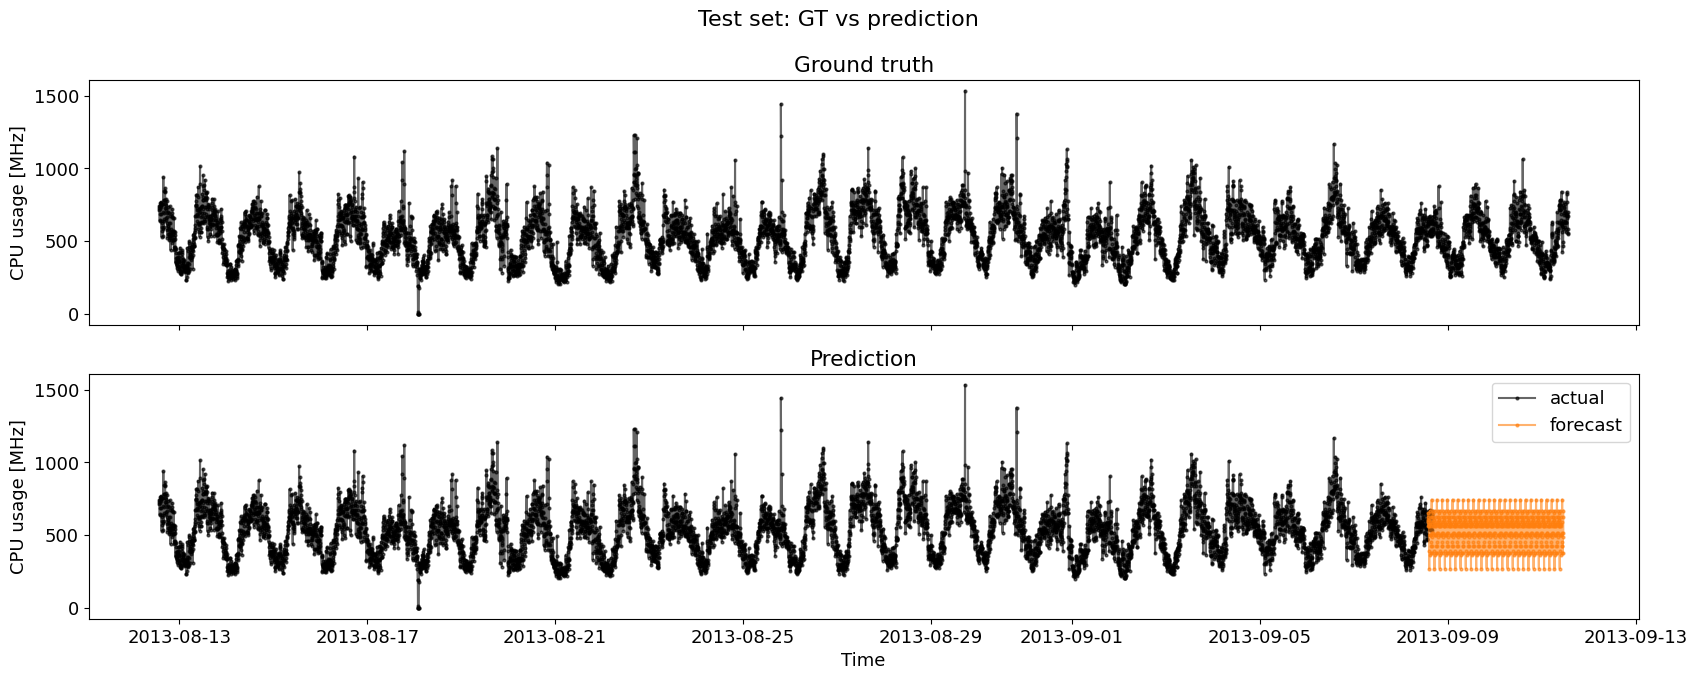 Test set: GT vs prediction
Ground truth
CPU usage [MHz]
1500
1000
500
0
Prediction
CPU usage [MHz]
1500
1000
500
0
actual
forecast
2013-08-13 2013-08-17 2013-08-21 2013-08-25 2013-08-29 2013-09-01 2013-09-05 2013-09-09 2013-09-13
Time